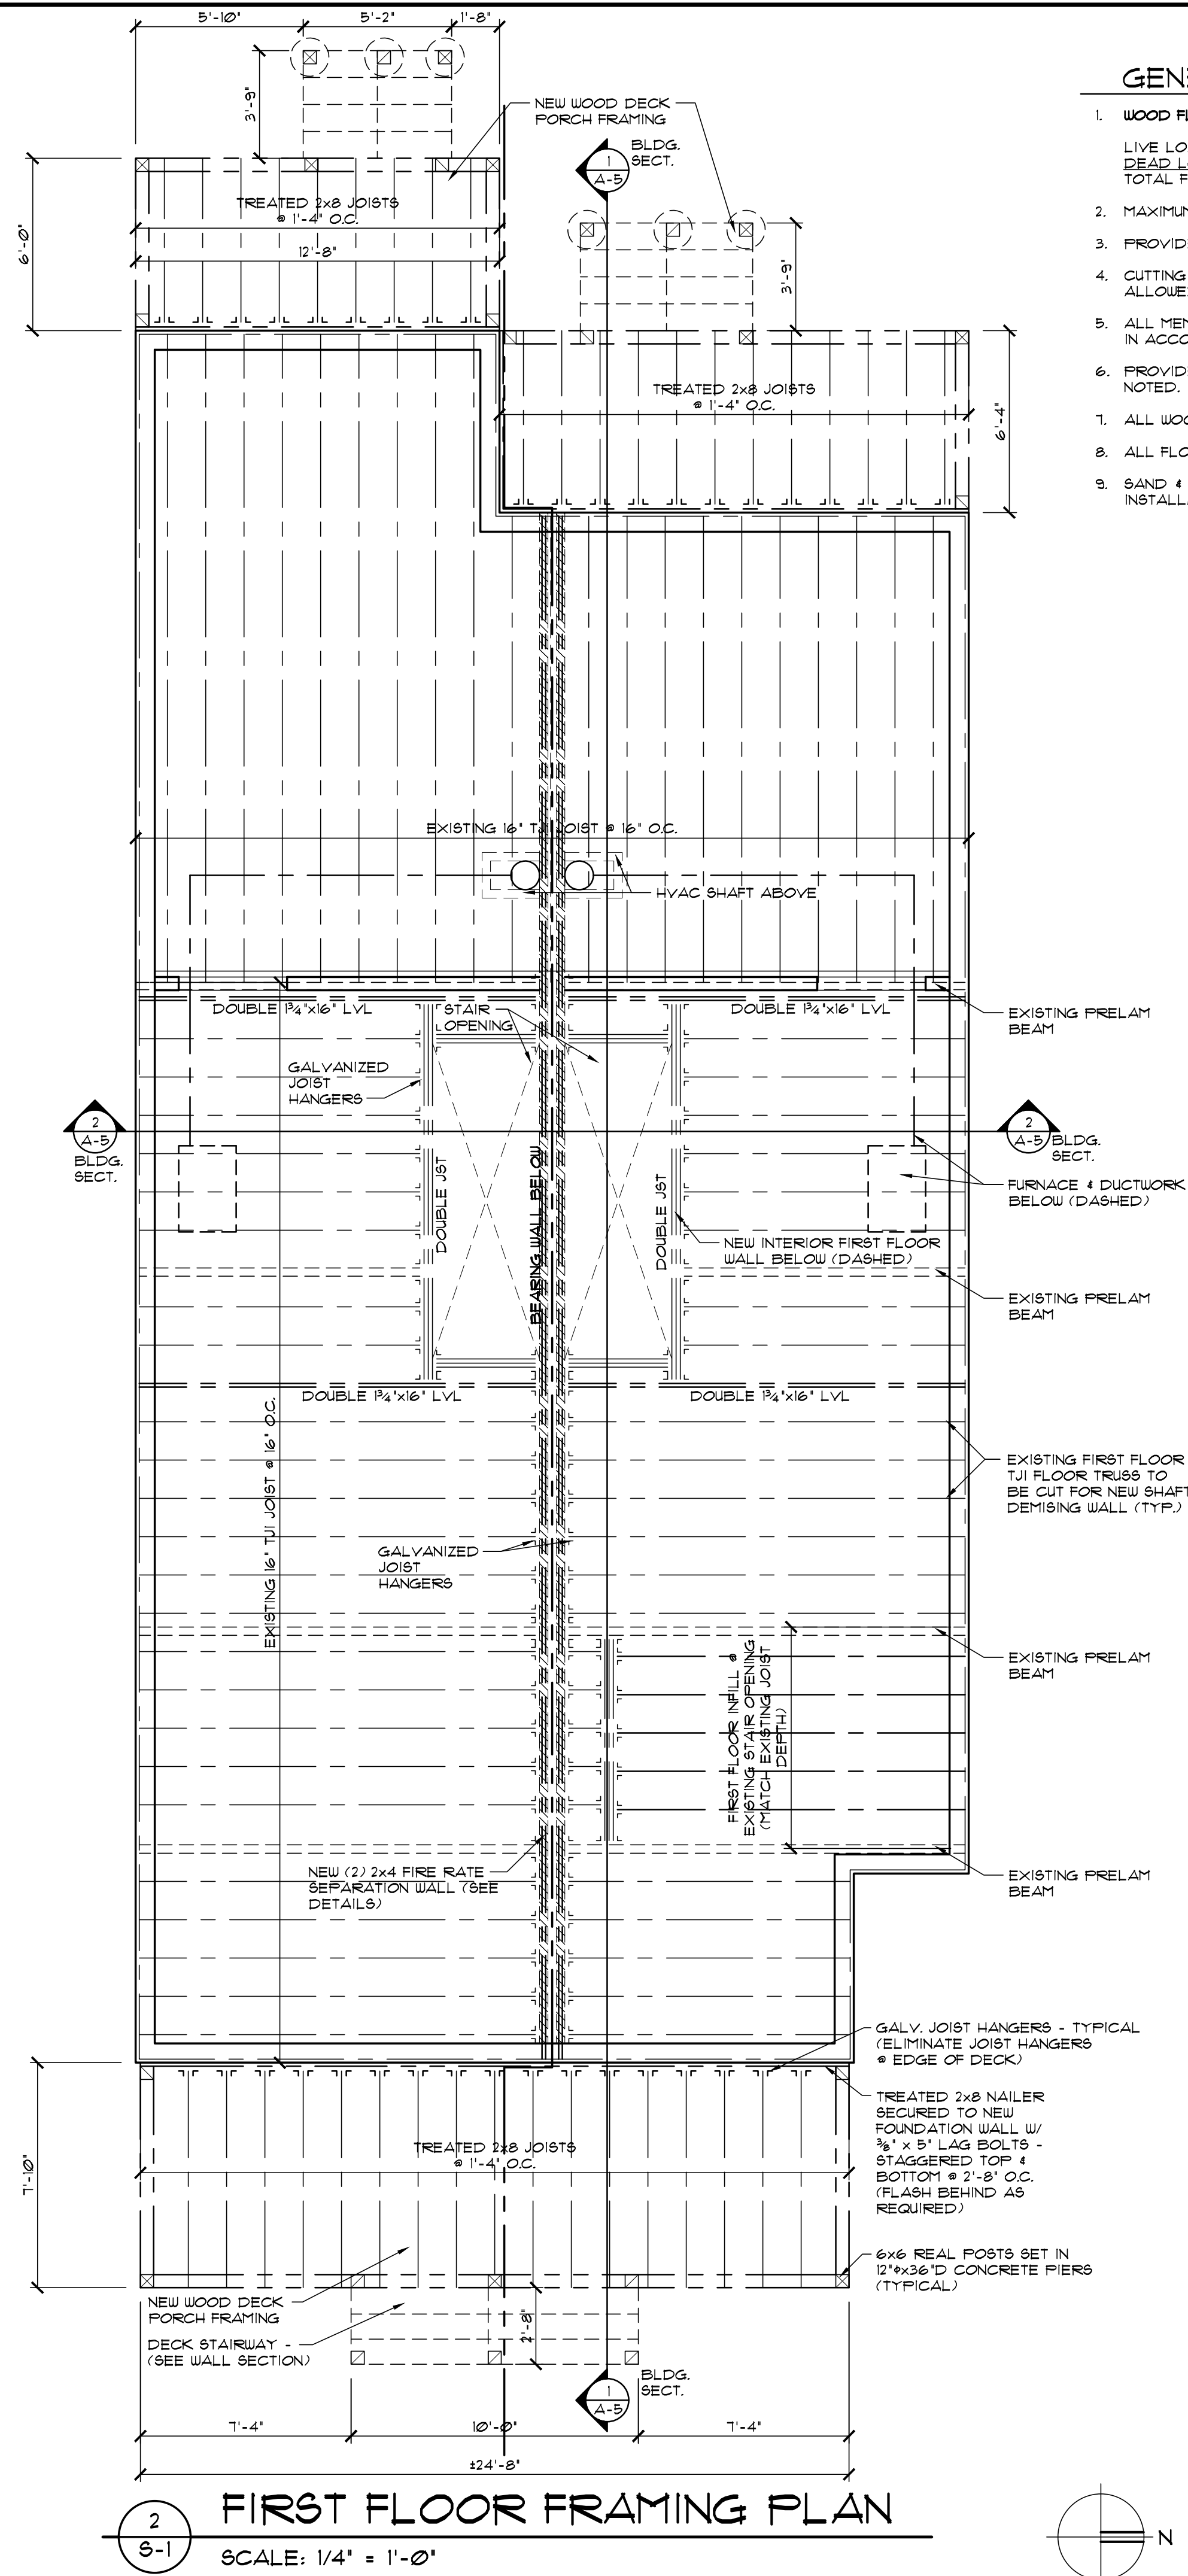 5'-10"
5'-2"
1'-8"
3'-9"
NEW WOOD DECK
PORCH FRAMING
1
A-5
BLDG.
SECT.
TREATED 2x8 JOISTS
@ 1'-4" O.C.
12'-8"
6'-0"
3'-9"
TREATED 2x8 JOISTS
@ 1'-4" O.C.
6'-4"
1. WOOD
LIVE
DEAD
TOTAL
2.
3.
4. CUTTING
5. ALL
IN
6.
NOTED.
7. ALL
8. ALL
9. SAND &
EXISTING 16" TJI JOIST @ 16" O.C.
HVAC SHAFT ABOVE
DOUBLE 1¾"x16" LVL
STAIR
OPENING
DOUBLE 1¾"x16" LVL
EXISTING PRELAM
BEAM
GALVANIZED
JOIST
HANGERS
2
A-5
BLDG.
SECT.
2
A-5
BLDG.
SECT.
DOUBLE JST
BEARING WALL BELOW
DOUBLE JST
FURNACE & DUCTWORK
BELOW (DASHED)
NEW INTERIOR FIRST FLOOR
WALL BELOW (DASHED)
EXISTING PRELAM
BEAM
DOUBLE 1¾"x16" LVL
DOUBLE 1¾"x16" LVL
EXISTING 16" TJI JOIST @ 16" O.C.
EXISTING FIRST FLOOR
TJI FLOOR TRUSS TO
BE CUT FOR NEW SHAFT
DEMISING WALL (TYP.)
GALVANIZED
JOIST
HANGERS
EXISTING PRELAM
BEAM
FIRST FLOOR INFILL @
EXISTING STAIR OPENING
(MATCH EXISTING JOIST
DEPTH)
NEW (2) 2x4 FIRE RATE
SEPARATION WALL (SEE
DETAILS)
EXISTING PRELAM
BEAM
GALV. JOIST HANGERS - TYPICAL
(ELIMINATE JOIST HANGERS
@ EDGE OF DECK)
TREATED 2x8 NAILER
SECURED TO NEW
FOUNDATION WALL W/
⅜" x 5" LAG BOLTS -
STAGGERED TOP &
BOTTOM @ 2'-8" O.C.
(FLASH BEHIND AS
REQUIRED)
TREATED 2x8 JOISTS
@ 1'-4" O.C.
7'-10"
6x6 REAL POSTS SET IN
12"φx36"D CONCRETE PIERS
(TYPICAL)
NEW WOOD DECK
PORCH FRAMING
DECK STAIRWAY -
(SEE WALL SECTION)
2'-8"
1
A-5
BLDG.
SECT.
7'-4"
10'-0"
7'-4"
±24'-8"
2
S-1
FIRST FLOOR FRAMING PLAN
SCALE: 1/4" = 1'-0"
N